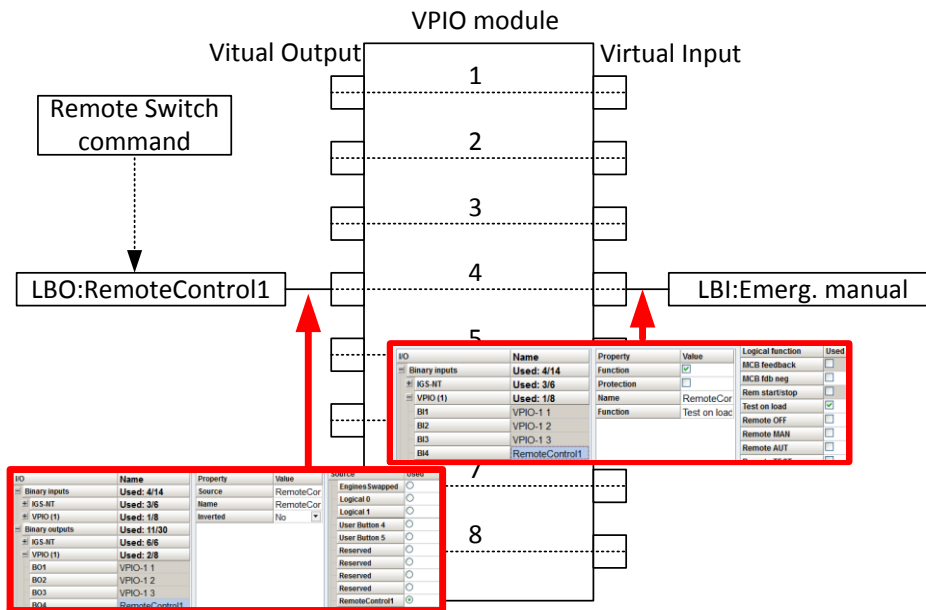 VPIO module
Vitual Output
Virtual Input
1
Remote Switch
command
2
3
4
LBO:RemoteControl1
LBI:Emerg. manual
5
I/O Name
Binary inputs Used: 4/14
IGS-NT Used: 3/6
VPIO (1) Used: 1/8
BI1 VPIO-1 1
BI2 VPIO-1 2
BI3 VPIO-1 3
BI4 RemoteControl1
Property Value
Function
Protection
Name RemoteCor
Function Test on load
Logical function Used
MCB feedback
MCB fdb neg
Rem start/stop
Test on load
Remote OFF
Remote MAN
Remote AUT
7
I/O Name
Binary inputs Used: 4/14
IGS-NT Used: 3/6
VPIO (1) Used: 1/8
Binary outputs Used: 11/30
IGS-NT Used: 6/6
VPIO (1) Used: 2/8
BO1 VPIO-1 1
BO2 VPIO-1 2
BO3 VPIO-1 3
BO4 RemoteControl1
Property Value
Source RemoteCor
Name RemoteCor
Inverted No
Source Used
EnginesSwapped
Logical 0
Logical 1
User Button 4
User Button 5
Reserved
Reserved
Reserved
Reserved
RemoteControl1
8